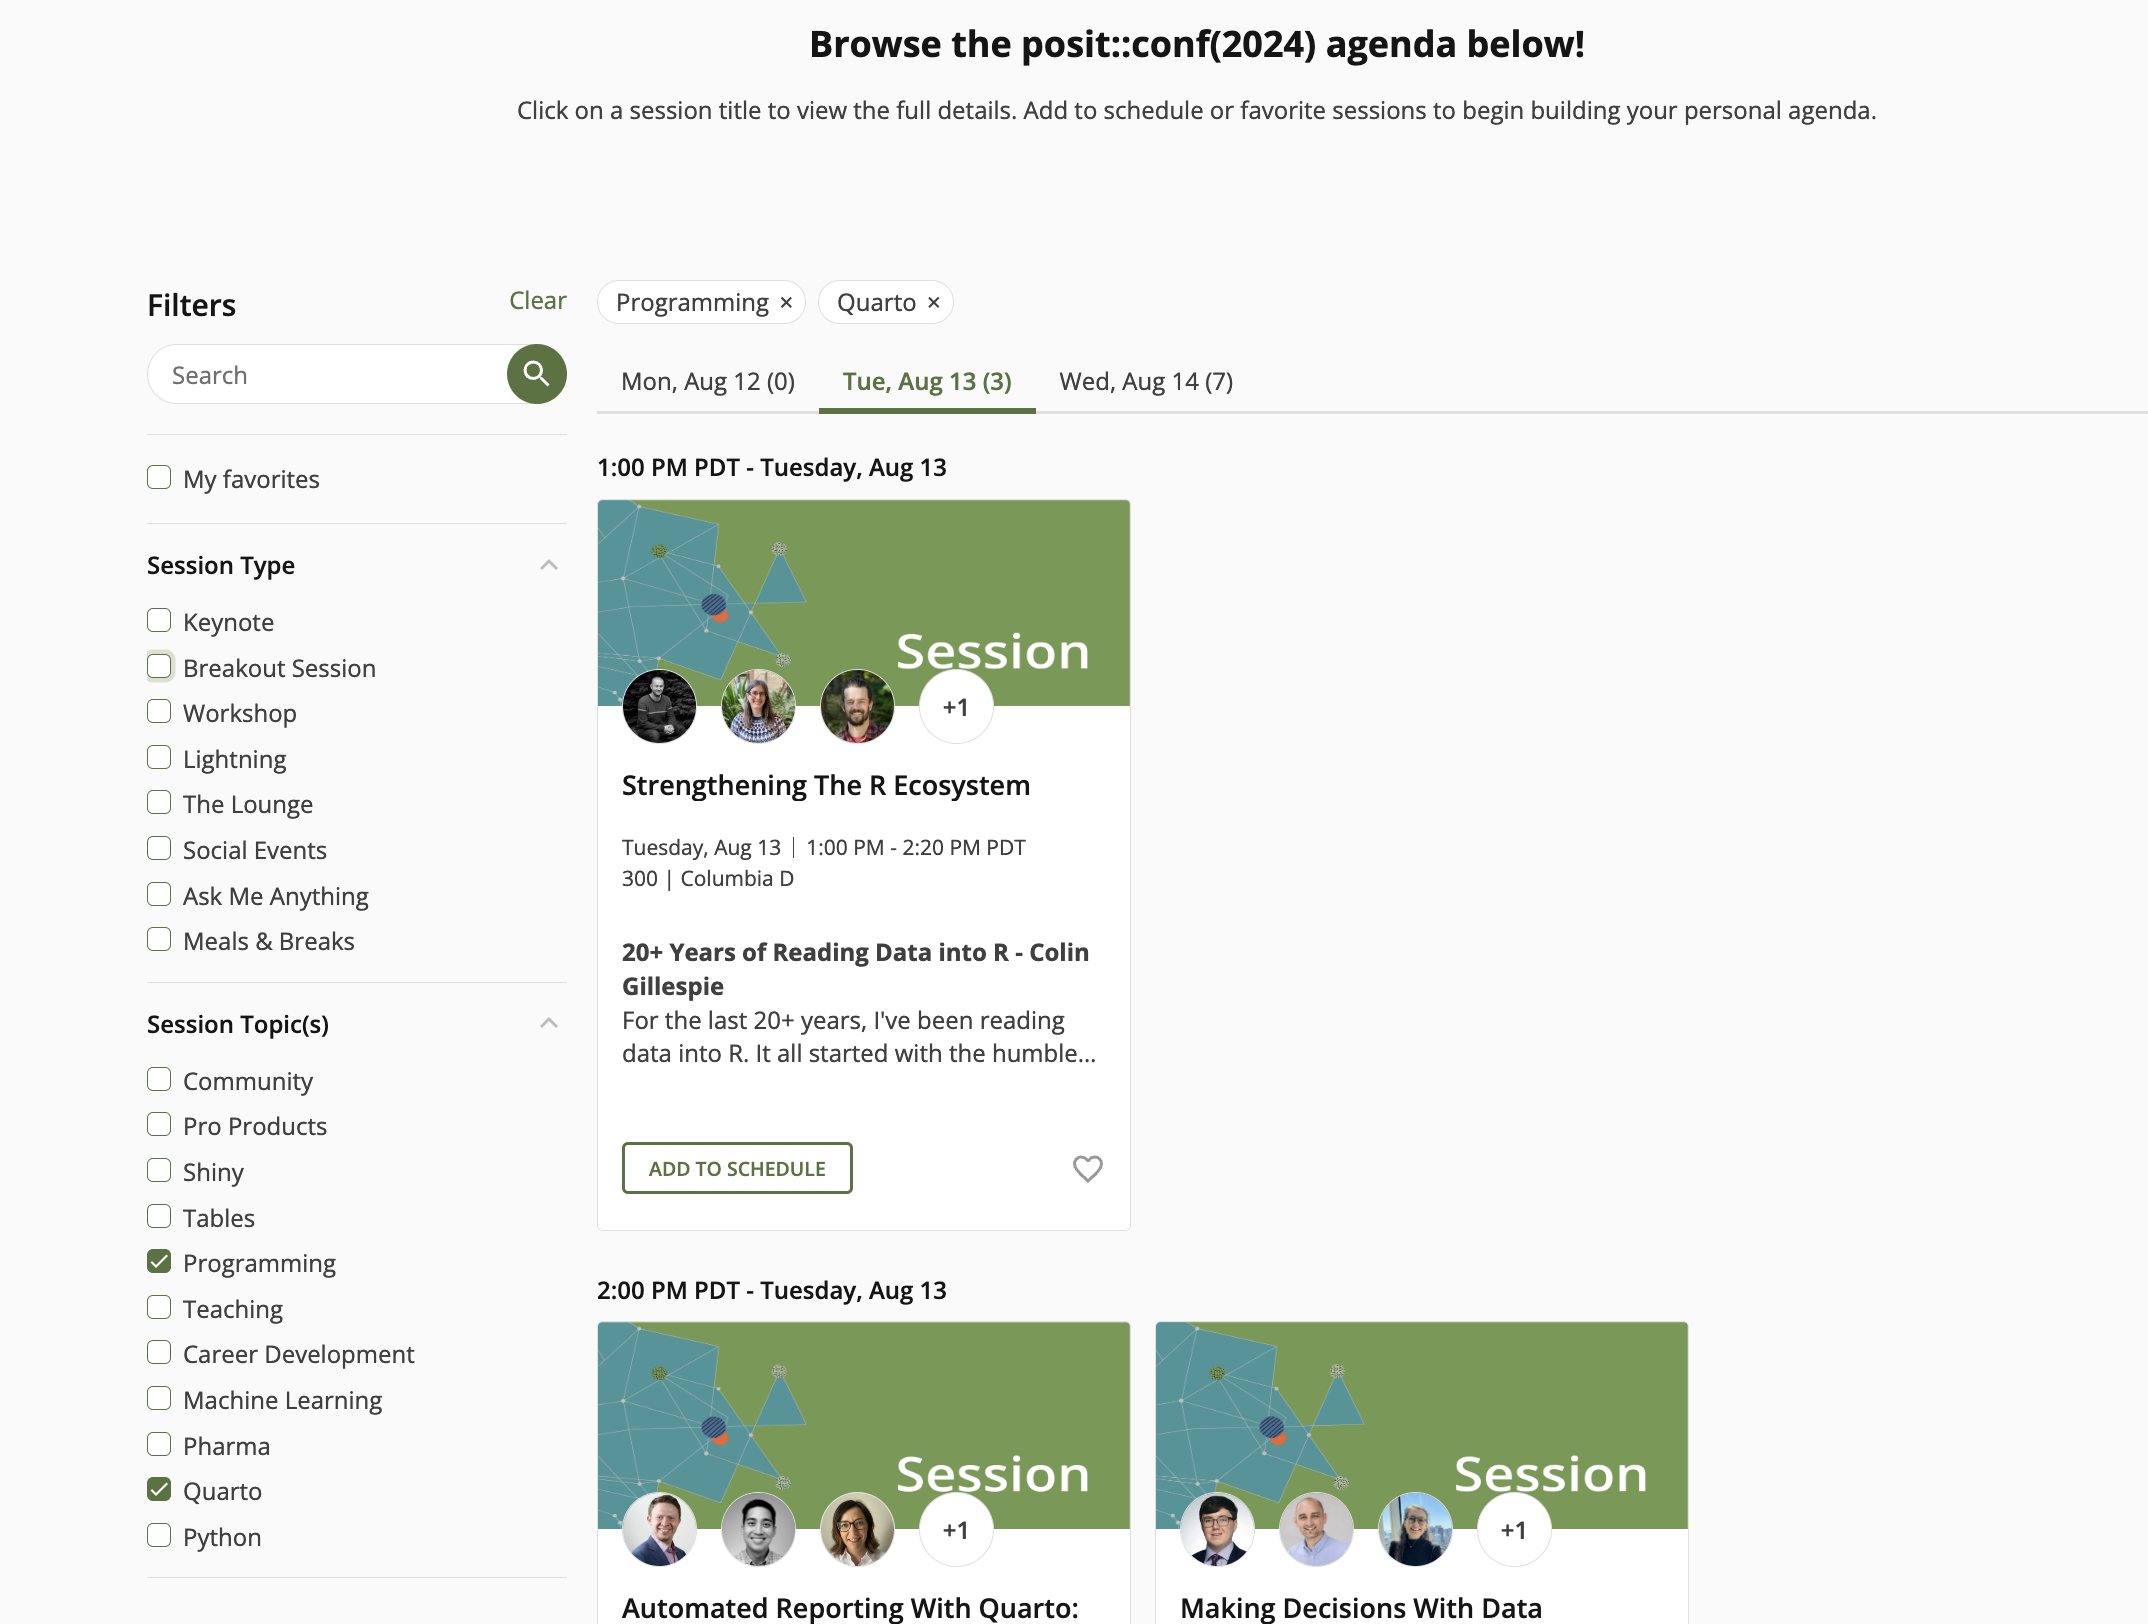 Browse the posit::conf(2024) agenda below!
Click on a session title to view the full details. Add to schedule or favorite sessions to begin building your personal agenda.
Filters
Clear
Search
My favorites
Session Type
Keynote
Breakout Session
Workshop
Lightning
The Lounge
Social Events
Ask Me Anything
Meals & Breaks
Session Topic(s)
Community
Pro Products
Shiny
Tables
Programming
Teaching
Career Development
Machine Learning
Pharma
Quarto
Python
Programming × Quarto ×
Mon, Aug 12 (0) Tue, Aug 13 (3) Wed, Aug 14 (7)
1:00 PM PDT - Tuesday, Aug 13
Session
+1
Strengthening The R Ecosystem
Tuesday, Aug 13 | 1:00 PM - 2:20 PM PDT
300 | Columbia D
20+ Years of Reading Data into R - Colin
Gillespie
For the last 20+ years, I've been reading
data into R. It all started with the humble...
ADD TO SCHEDULE
2:00 PM PDT - Tuesday, Aug 13
Session
+1
Automated Reporting With Quarto:
Session
+1
Making Decisions With Data